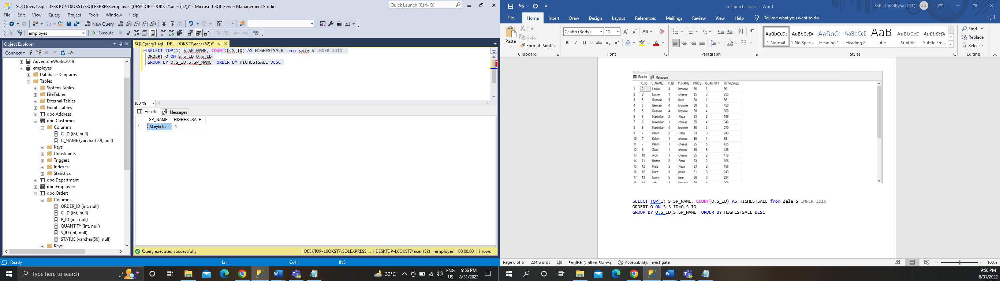 SQLQuery1.sql - DESKTOP-L0OKST7\SQLEXPRESS.employes (DESKTOP-L0OKST7\acer (52))* - Microsoft SQL Server Management Studio
Quick Launch (Ctrl+Q)
File Edit View Query Project Tools Window Help
New Query
employes
Execute
Object Explorer
Connect
AdventureWorks2019
employes
Database Diagrams
Tables
System Tables
FileTables
External Tables
Graph Tables
dbo.Address
dbo.Customer
Columns
C_ID (int, null)
C_NAME (varchar(50), null)
Keys
Constraints
Triggers
Indexes
Statistics
dbo.Department
dbo.Employee
dbo.Ordert
Columns
ORDER_ID (int, null)
C_ID (int, null)
P_ID (int, null)
QUANTITY (int, null)
S_ID (int, null)
STATUS (varchar(50), null)
Keys
SQLQuery1.sql - DE...L0OKST7\acer (52))*
SELECT TOP(1) S.SP_NAME, COUNT(O.S_ID) AS HIGHESTSALE from sale S INNER JOIN
ORDERT O ON S.S_ID=O.S_ID
GROUP BY O.S_ID,S.SP_NAME ORDER BY HIGHESTSALE DESC
100 %
Results Messages
SP_NAME HIGHESTSALE
1 Marybeth 4
Query executed successfully.
DESKTOP-L0OKST7\SQLEXPRESS ... DESKTOP-L0OKST7\acer (52) employes 00:00:00 1 rows
Ready Ln 1 Col 1 INS
Type here to search
32°C
ENG
US
9:56 PM
8/31/2022
sql-practise-ass - Word
Sahil Upadhyay (CEL) SU
File Home Insert Draw Design Layout References Mailings Review View Help Tell me what you want to do
Paste
Cut
Copy
Format Painter
Clipboard
Calibri (Body) 11
Font
Paragraph
AaBbCcDc AaBbCcDc AaBbCc AaBbCcE AaB AaBbCcD AaBbCcDc
¶ Normal ¶ No Spac... Heading 1 Heading 2 Title Subtitle Subtle Em...
Styles
Find
Replace
Select
Editing
Results Messages
C_ID C_NAME P_ID P_NAME PRICE QUANTITY TOTALSALE
1 2 Locke 4 brownie 90 1 90
2 2 Locke 1 cheese 85 3 255
3 5 Germain 5 beer 98 1 98
4 5 Germain 4 brownie 90 5 450
5 5 Germain 4 brownie 90 4 360
6 6 Maximilian 2 Pizza 83 2 166
7 6 Maximilian 1 cheese 85 4 340
8 6 Maximilian 4 brownie 90 3 270
9 7 Kelvin 2 Pizza 83 3 249
10 7 Kelvin 1 cheese 85 1 85
11 7 Kelvin 1 cheese 85 5 425
12 8 Zack 1 cheese 85 5 425
13 10 Arch 1 cheese 85 2 170
14 11 Barton 2 Pizza 83 2 166
15 12 Mata 2 Pizza 83 2 166
16 12 Mata 3 pasta 81 3 243
17 13 Lonny 5 beer 98 3 294
SELECT TOP(1) S.SP_NAME, COUNT(O.S_ID) AS HIGHESTSALE from sale S INNER JOIN
ORDERT O ON S.S_ID=O.S_ID
GROUP BY O.S_ID,S.SP_NAME ORDER BY HIGHESTSALE DESC
Page 6 of 6 224 words English (United States) Accessibility: Investigate
100%
9:56 PM
8/31/2022